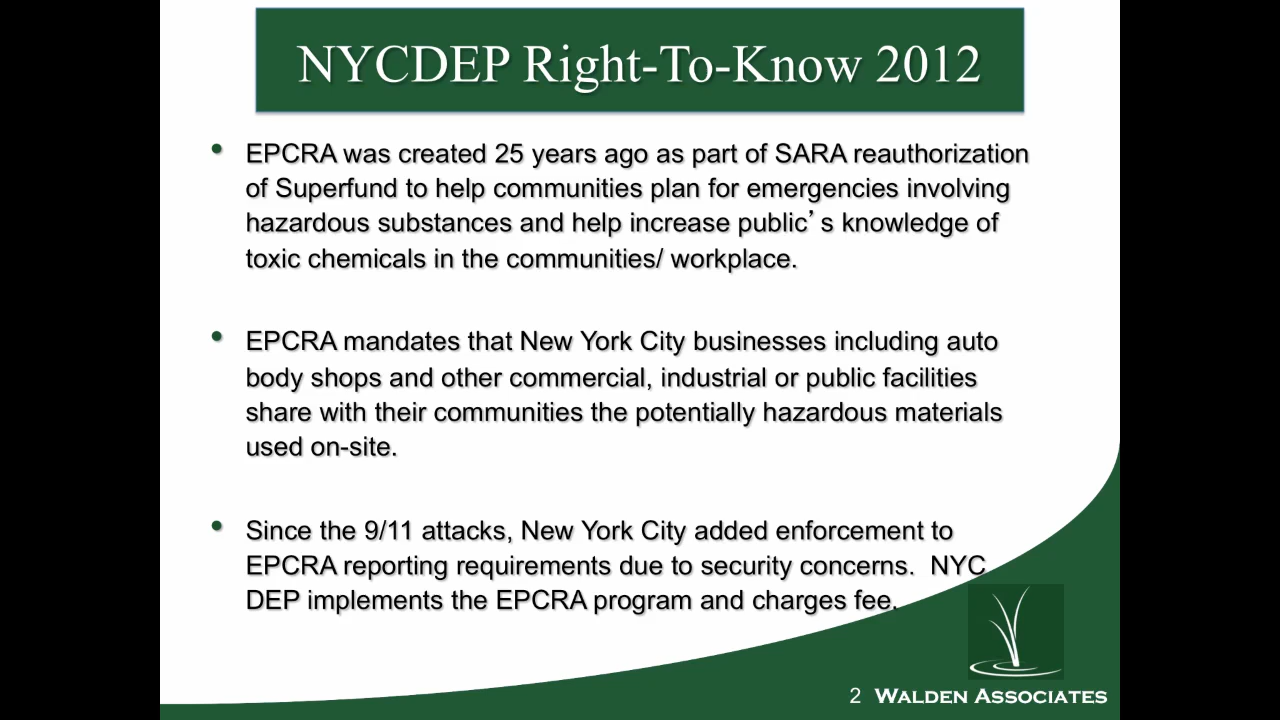 NYCDEP Right-To-Know 2012
• EPCRA was created 25 years ago as part of SARA reauthorization
of Superfund to help communities plan for emergencies involving
hazardous substances and help increase public’s knowledge of
toxic chemicals in the communities/ workplace.
• EPCRA mandates that New York City businesses including auto
body shops and other commercial, industrial or public facilities
share with their communities the potentially hazardous materials
used on-site.
• Since the 9/11 attacks, New York City added enforcement to
EPCRA reporting requirements due to security concerns.  NYC
DEP implements the EPCRA program and charges fee.
2 WALDEN ASSOCIATES